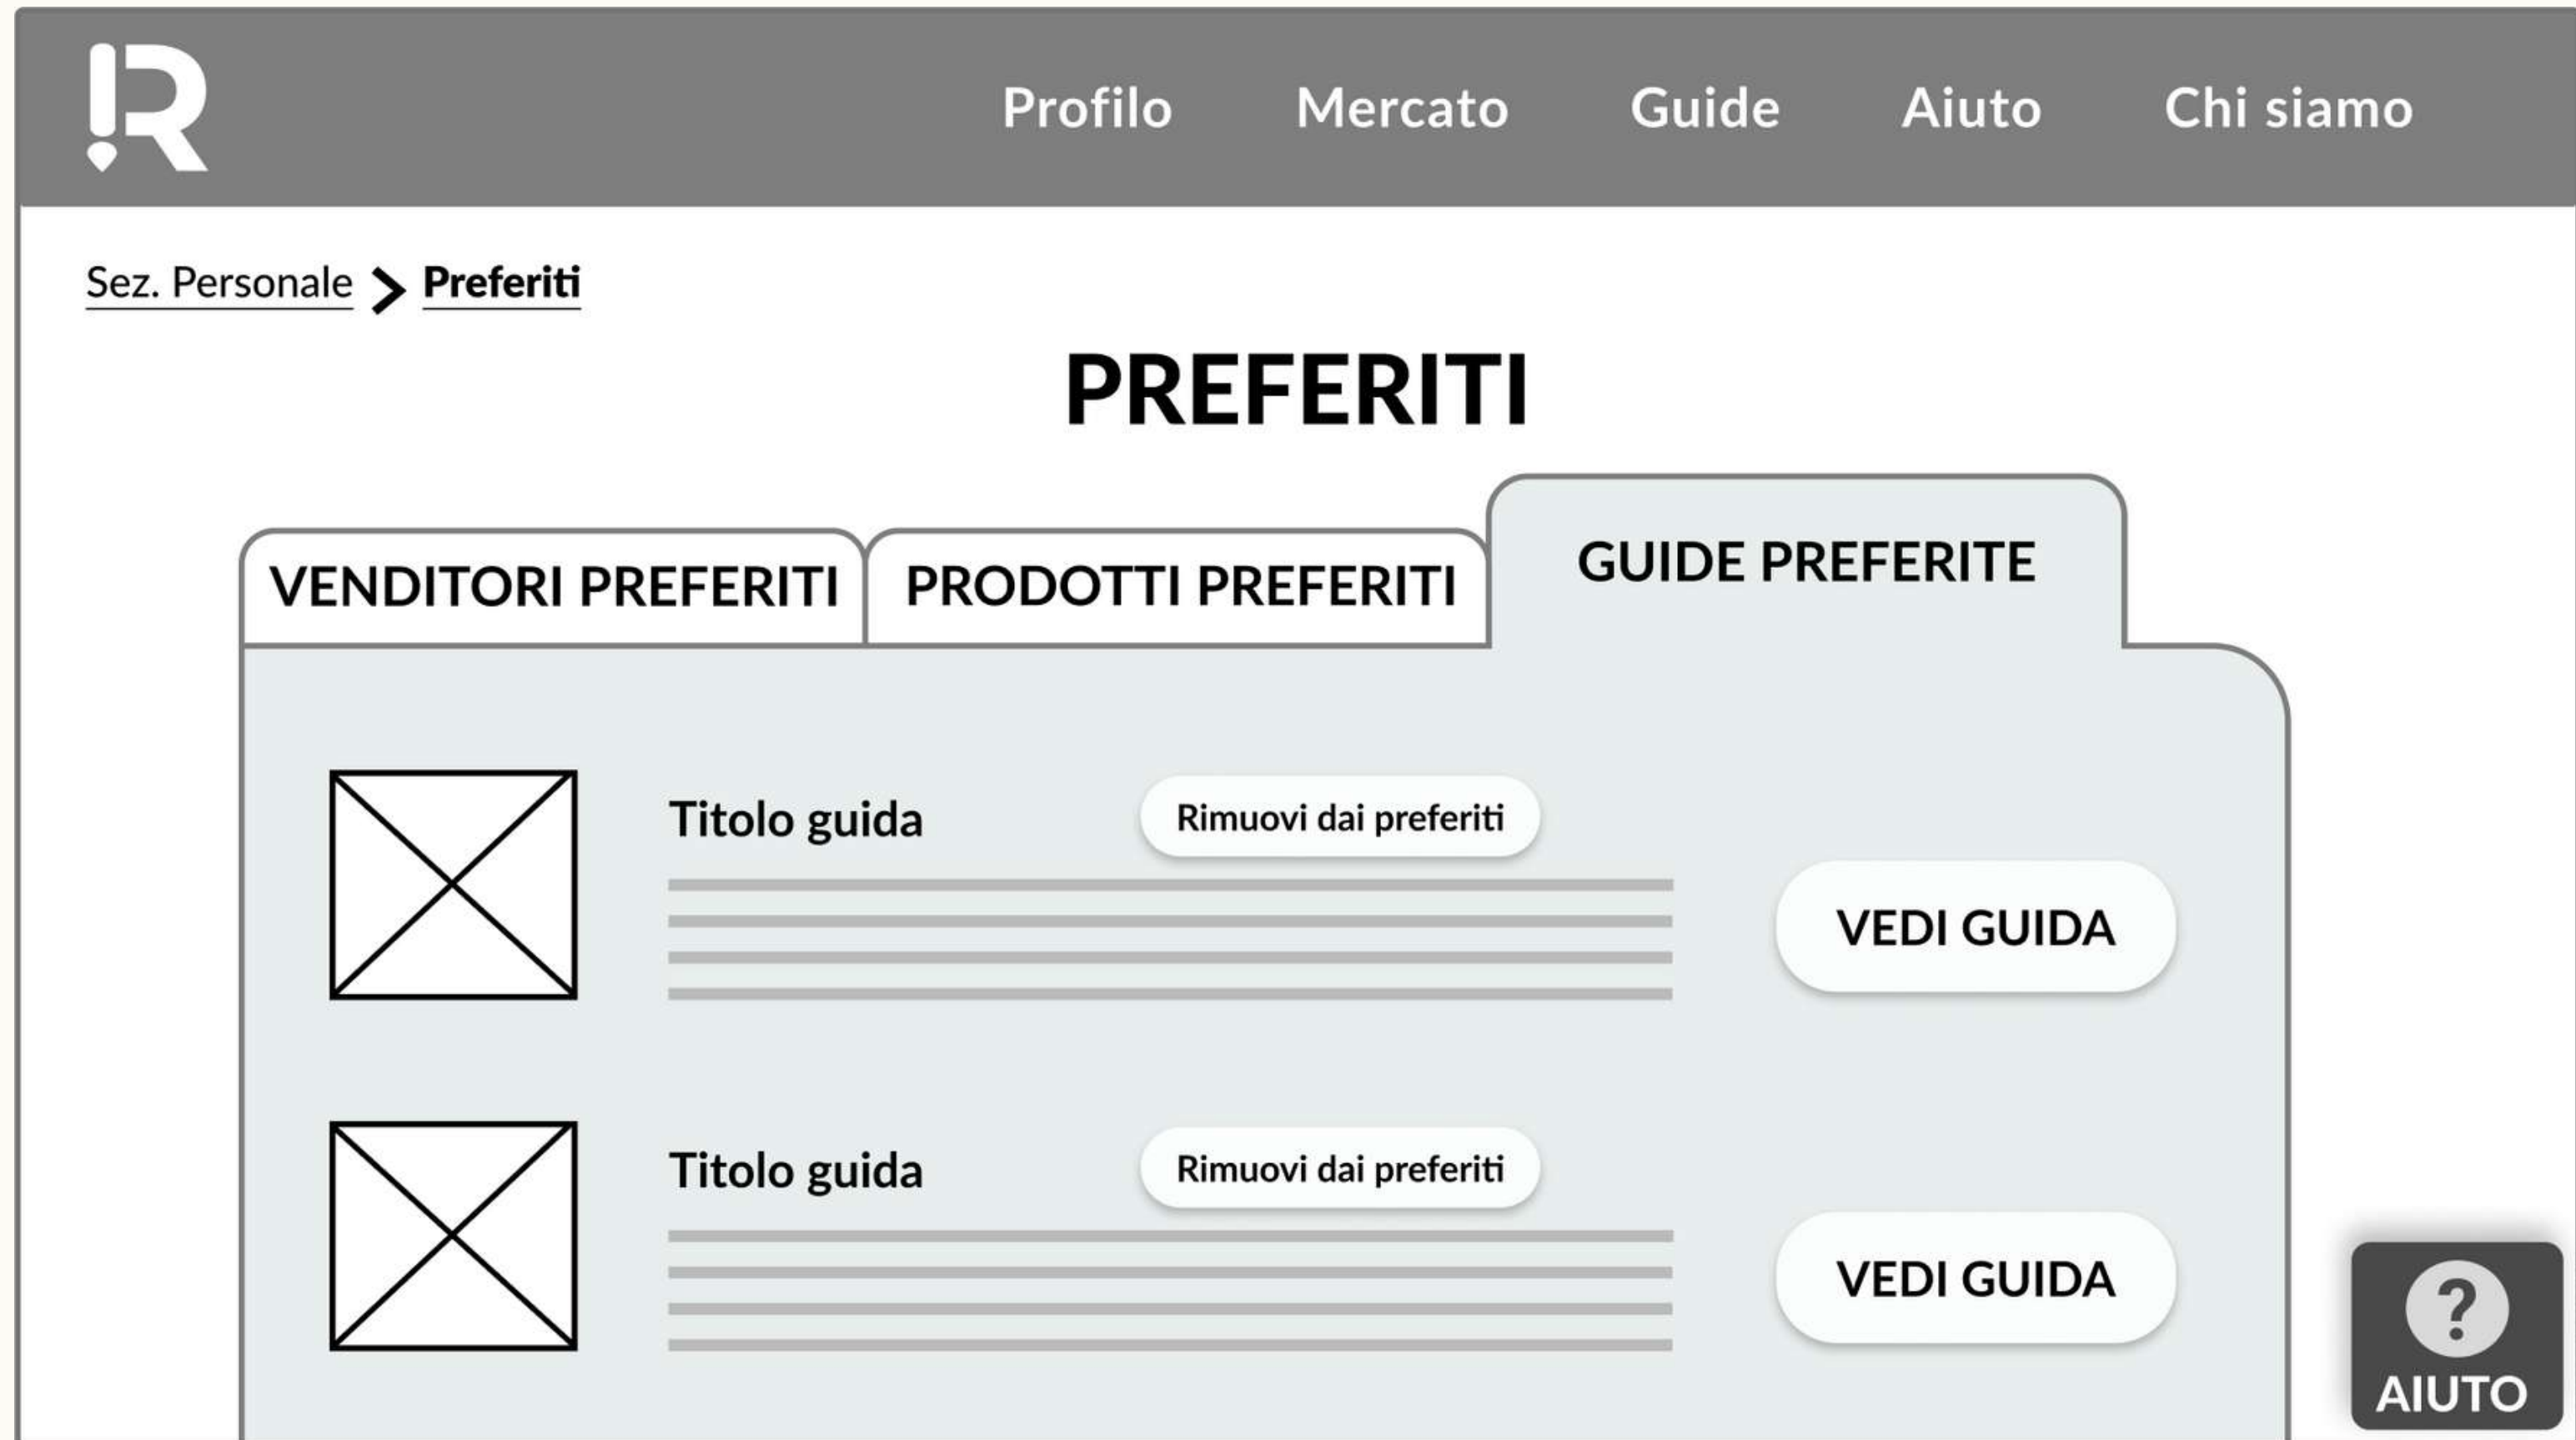 R
Profilo Mercato Guide Aiuto Chi siamo
Sez. Personale > Preferiti
PREFERITI
VENDITORI PREFERITI PRODOTTI PREFERITI GUIDE PREFERITE
Titolo guida Rimuovi dai preferiti
VEDI GUIDA
Titolo guida Rimuovi dai preferiti
VEDI GUIDA
?
AIUTO